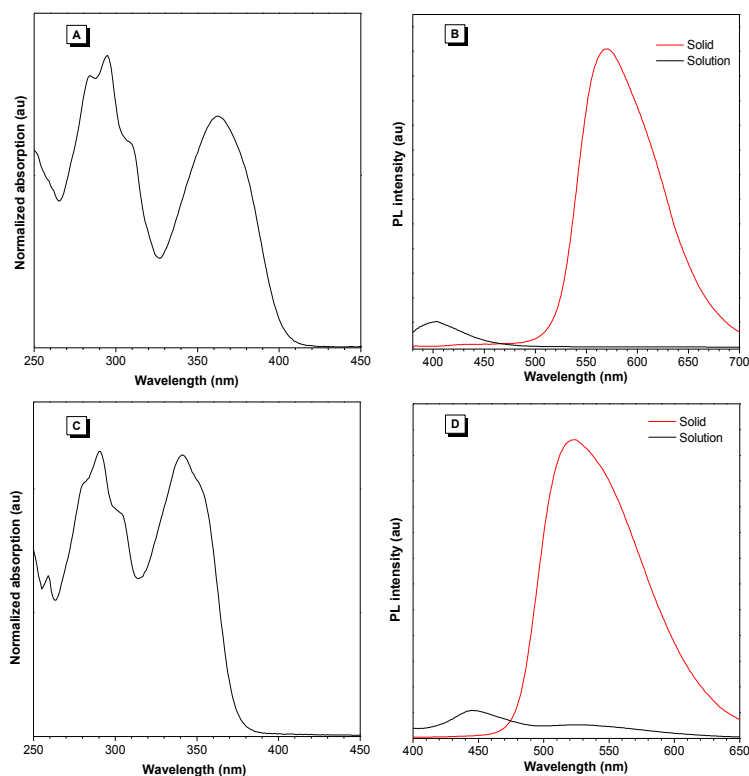 A
Normalized absorption (au)
250 300 350 400 450
Wavelength (nm)
B
Solid
Solution
PL intensity (au)
400 450 500 550 600 650 700
Wavelength (nm)
C
Normalized absorption (au)
250 300 350 400 450
Wavelength (nm)
D
Solid
Solution
PL intensity (au)
400 450 500 550 600 650
Wavelength (nm)